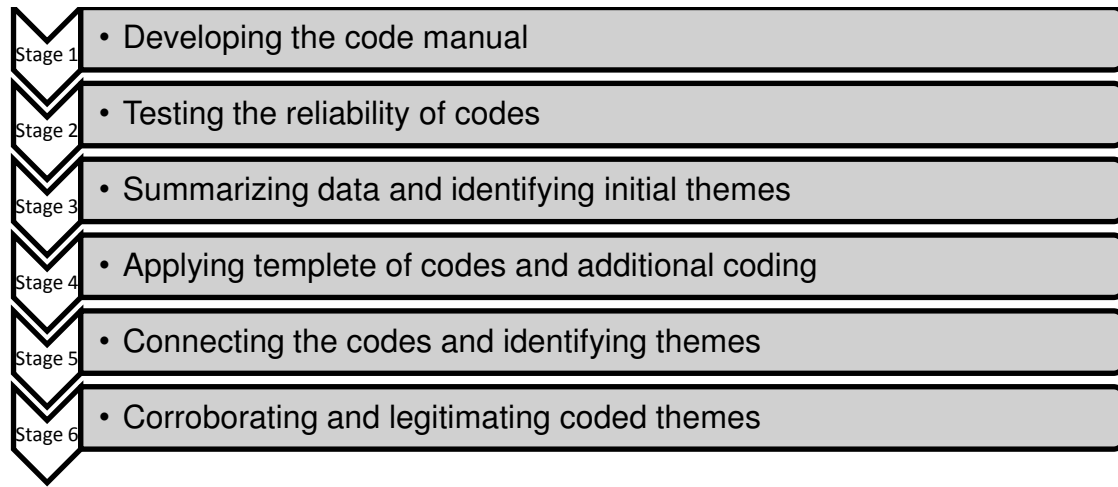 Stage 1
• Developing the code manual
Stage 2
• Testing the reliability of codes
Stage 3
• Summarizing data and identifying initial themes
Stage 4
• Applying templete of codes and additional coding
Stage 5
• Connecting the codes and identifying themes
Stage 6
• Corroborating and legitimating coded themes